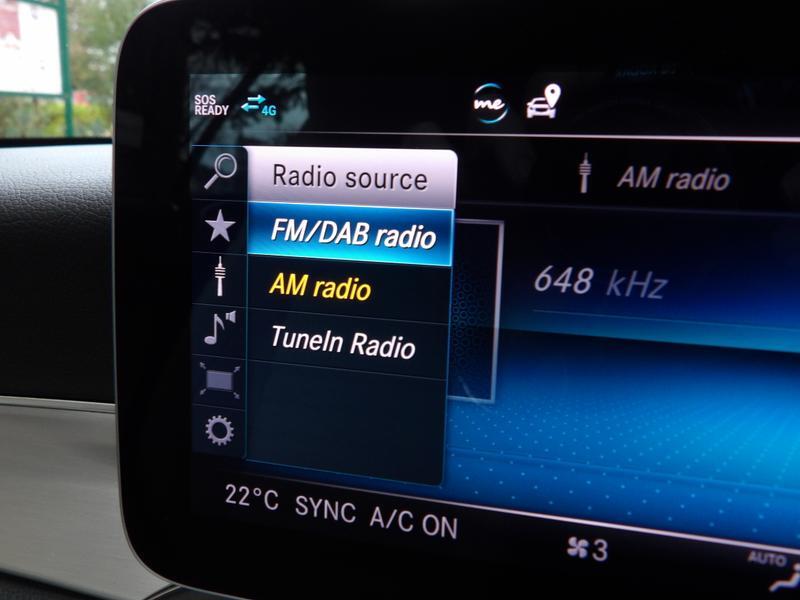 SOS
READY
4G
me
Radio source
AM radio
FM/DAB radio
AM radio
648 kHz
TuneIn Radio
22°C SYNC A/C ON
3
AUTO